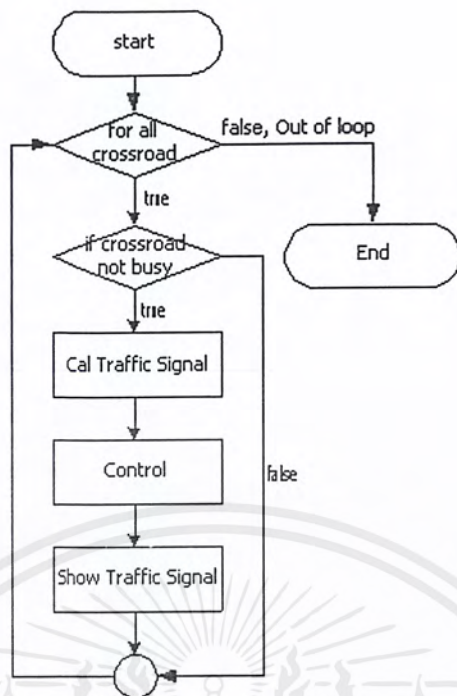 start
for all
crossroad
false, Out of loop
true
End
if crossroad
not busy
true
Cal Traffic Signal
Control
false
Show Traffic Signal